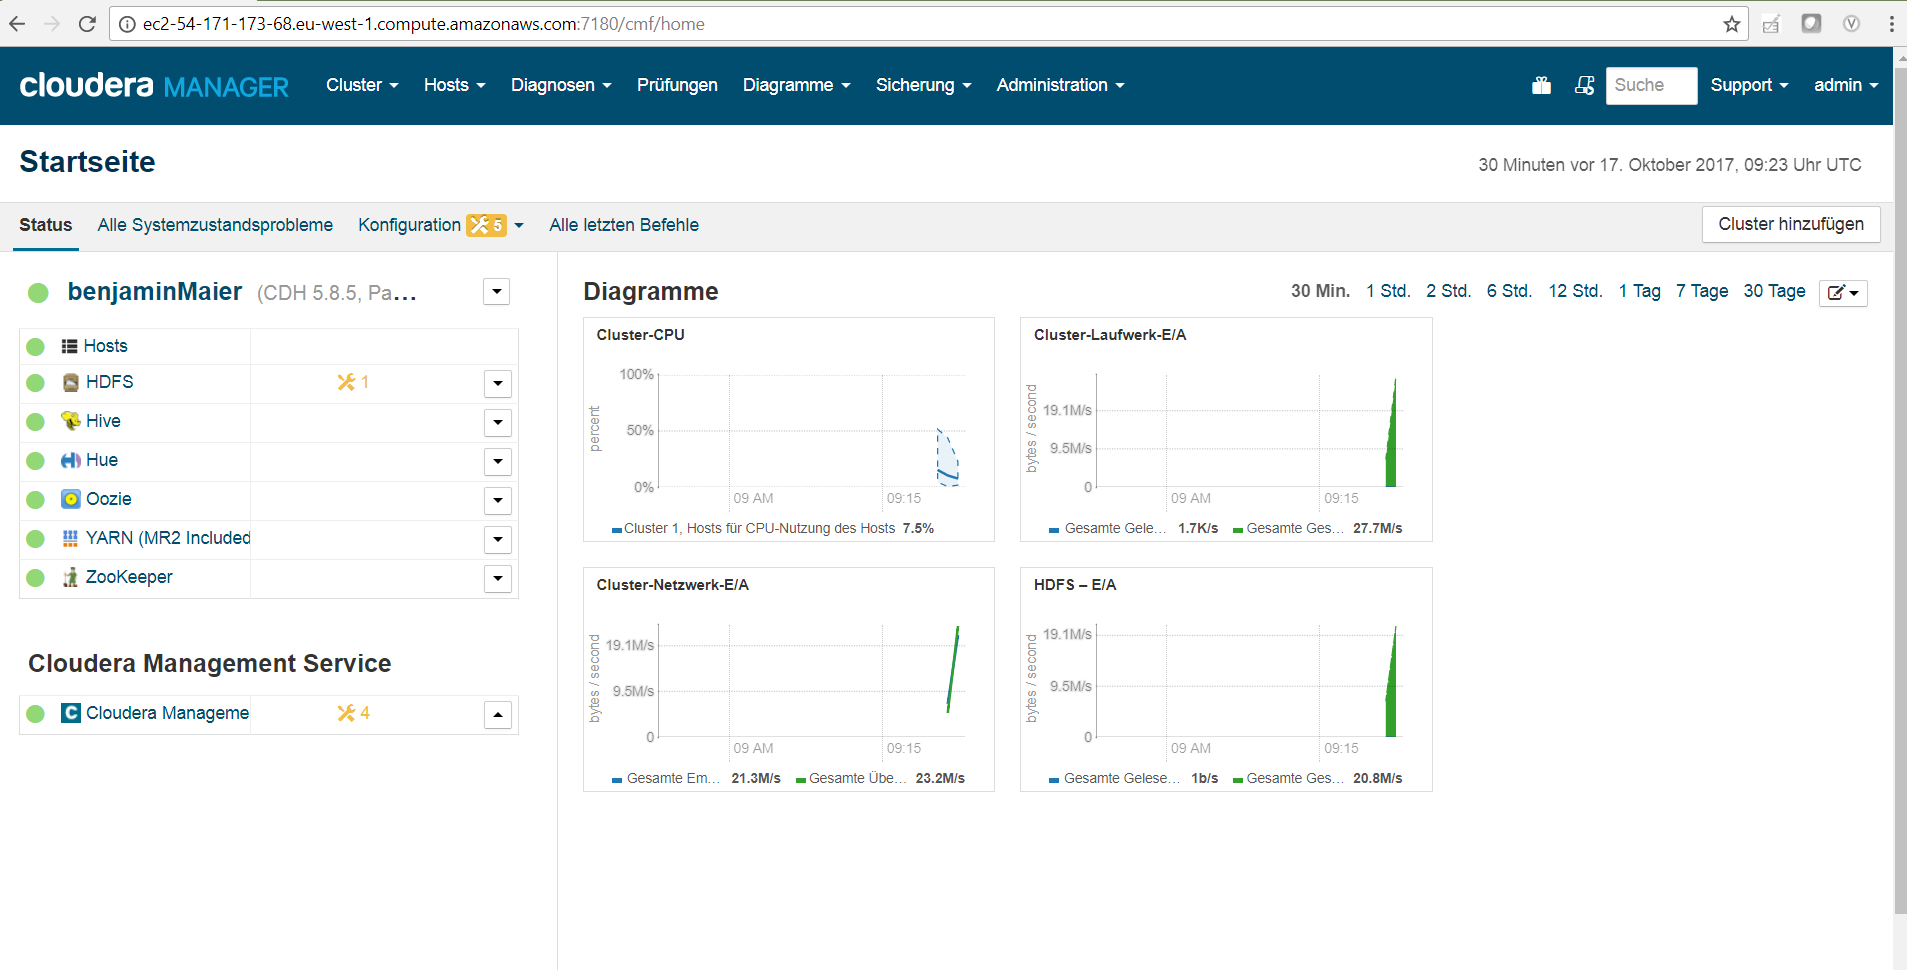 ec2-54-171-173-68.eu-west-1.compute.amazonaws.com:7180/cmf/home
cloudera MANAGER Cluster Hosts Diagnosen Prüfungen Diagramme Sicherung Administration Suche Support admin
Startseite
30 Minuten vor 17. Oktober 2017, 09:23 Uhr UTC
Status Alle Systemzustandsprobleme Konfiguration 5 Alle letzten Befehle Cluster hinzufügen
benjaminMaier (CDH 5.8.5, Pa...
Hosts
HDFS 1
Hive
Hue
Oozie
YARN (MR2 Included
ZooKeeper
Cloudera Management Service
C Cloudera Manageme 4
Diagramme
30 Min. 1 Std. 2 Std. 6 Std. 12 Std. 1 Tag 7 Tage 30 Tage
Cluster-CPU
percent
100%
50%
0%
09 AM 09:15
Cluster 1, Hosts für CPU-Nutzung des Hosts 7.5%
Cluster-Laufwerk-E/A
bytes / second
19.1M/s
9.5M/s
0
09 AM 09:15
Gesamte Gele... 1.7K/s Gesamte Ges... 27.7M/s
Cluster-Netzwerk-E/A
bytes / second
19.1M/s
9.5M/s
0
09 AM 09:15
Gesamte Em... 21.3M/s Gesamte Übe... 23.2M/s
HDFS – E/A
bytes / second
19.1M/s
9.5M/s
0
09 AM 09:15
Gesamte Gelese... 1b/s Gesamte Ges... 20.8M/s